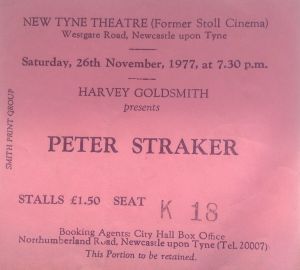 NEW TYNE THEATRE (Former Stoll Cinema)
Westgate Road, Newcastle upon Tyne
Saturday, 26th November, 1977, at 7.30 p.m.
HARVEY GOLDSMITH
presents
PETER STRAKER
STALLS £1.50 SEAT K 18
Booking Agents: City Hall Box Office
Northumberland Road, Newcastle upon Tyne (Tel. 20007)
This Portion to be retained.
SMITH PRINT GROUP